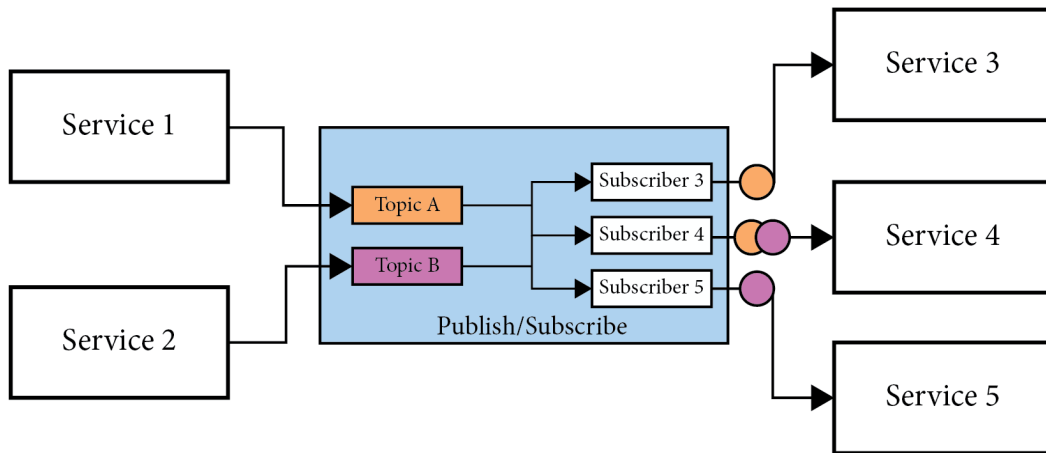 Service 1
Service 2
Topic A
Topic B
Subscriber 3
Subscriber 4
Subscriber 5
Publish/Subscribe
Service 3
Service 4
Service 5